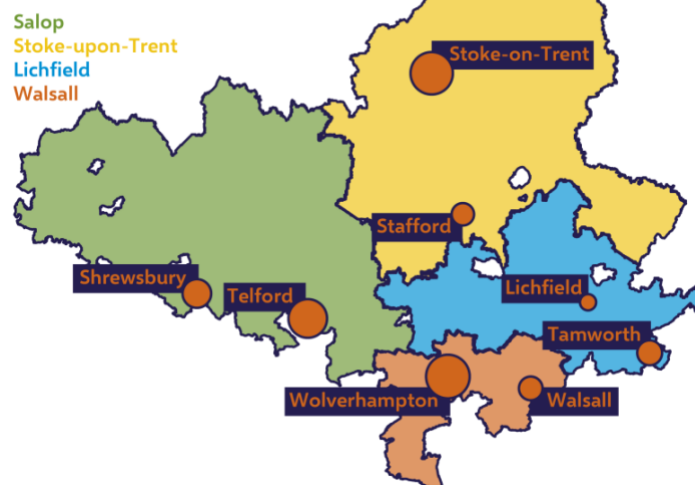 Salop
Stoke-upon-Trent
Lichfield
Walsall
Stoke-on-Trent
Stafford
Shrewsbury
Telford
Lichfield
Tamworth
Wolverhampton
Walsall